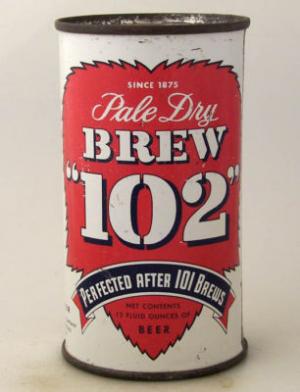 SINCE 1875
Pale Dry
BREW
"102"
PERFECTED AFTER 101 BREWS
NET CONTENTS
12 FLUID OUNCES OF
BEER